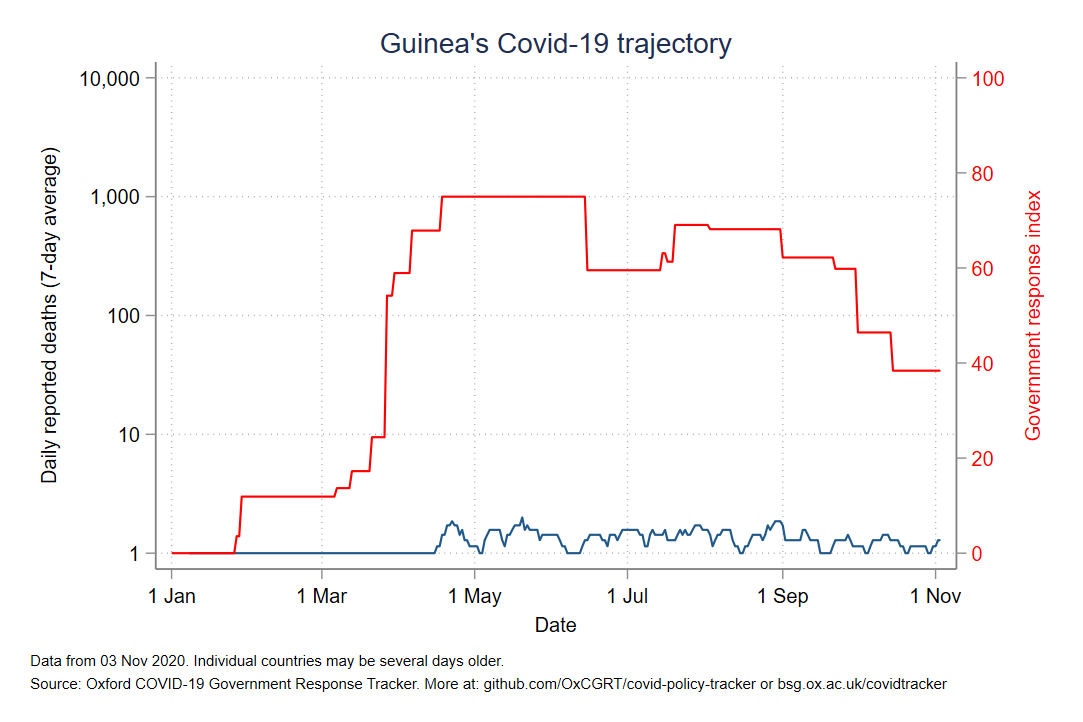 Guinea's Covid-19 trajectory
Daily reported deaths (7-day average)
10,000
1,000
100
10
1
100
80
60
40
20
0
Government response index
1 Jan
1 Mar
1 May
1 Jul
1 Sep
1 Nov
Date
Data from 03 Nov 2020. Individual countries may be several days older.
Source: Oxford COVID-19 Government Response Tracker. More at: github.com/OxCGRT/covid-policy-tracker or bsg.ox.ac.uk/covidtracker